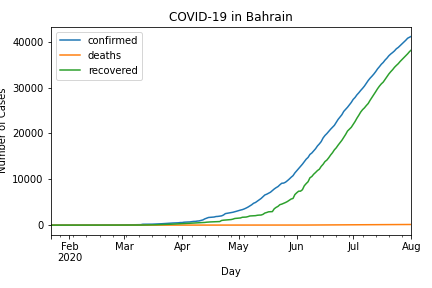 COVID-19 in Bahrain
confirmed
deaths
recovered
Number of Cases
40000
30000
20000
10000
0
Feb Mar Apr May Jun Jul Aug
2020
Day